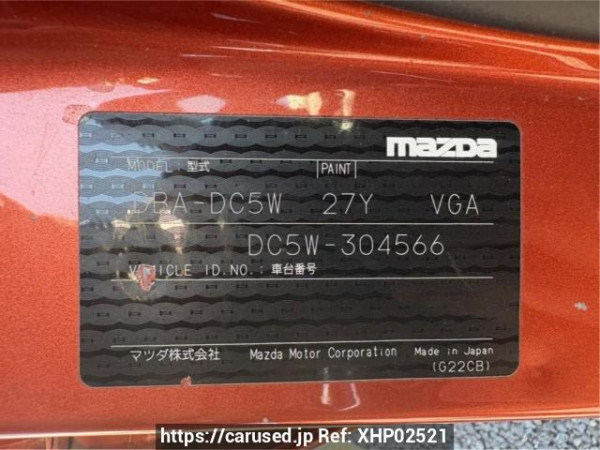 mazda
MODEL : 型式 PAINT
DBA-DC5W 27Y VGA
DC5W-304566
VEHICLE ID.NO. : 車台番号
マツダ株式会社 Mazda Motor Corporation Made in Japan
(G22CB)
https://carused.jp Ref: XHP02521